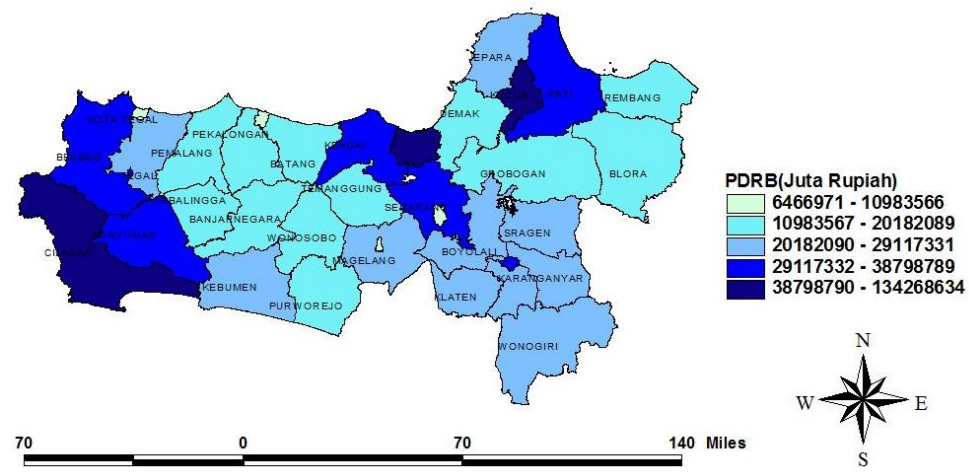 EPARA
PATI
REMBANG
DEMAK
KOTA TEGAL
PEKALONGAN
KENDAL
BREBES
PEMALANG
BATANG
GROBOGAN
BLORA
TEGAL
TEMANGGUNG
SEMARANG
BANJARNEGARA
SRAGEN
BANYUMAS
WONOSOBO
BOYOLALI
CILACAP
MAGELANG
KARANGANYAR
KEBUMEN
PURWOREJO
KLATEN
WONOGIRI
PDRB(Juta Rupiah)
6466971 - 10983566
10983567 - 20182089
20182090 - 29117331
29117332 - 38798789
38798790 - 134268634
N
W E
S
70 0 70 140 Miles